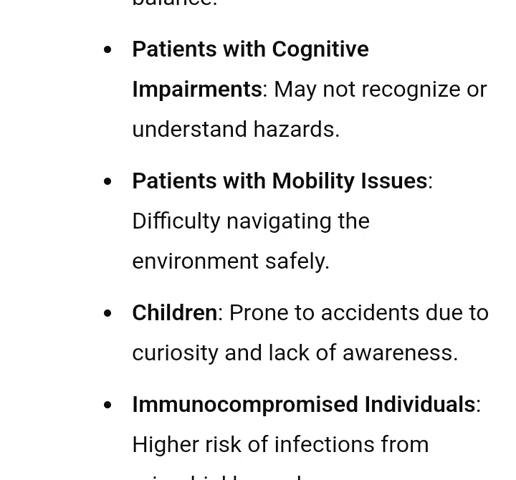 balance.
• Patients with Cognitive
Impairments: May not recognize or
understand hazards.
• Patients with Mobility Issues:
Difficulty navigating the
environment safely.
• Children: Prone to accidents due to
curiosity and lack of awareness.
• Immunocompromised Individuals:
Higher risk of infections from